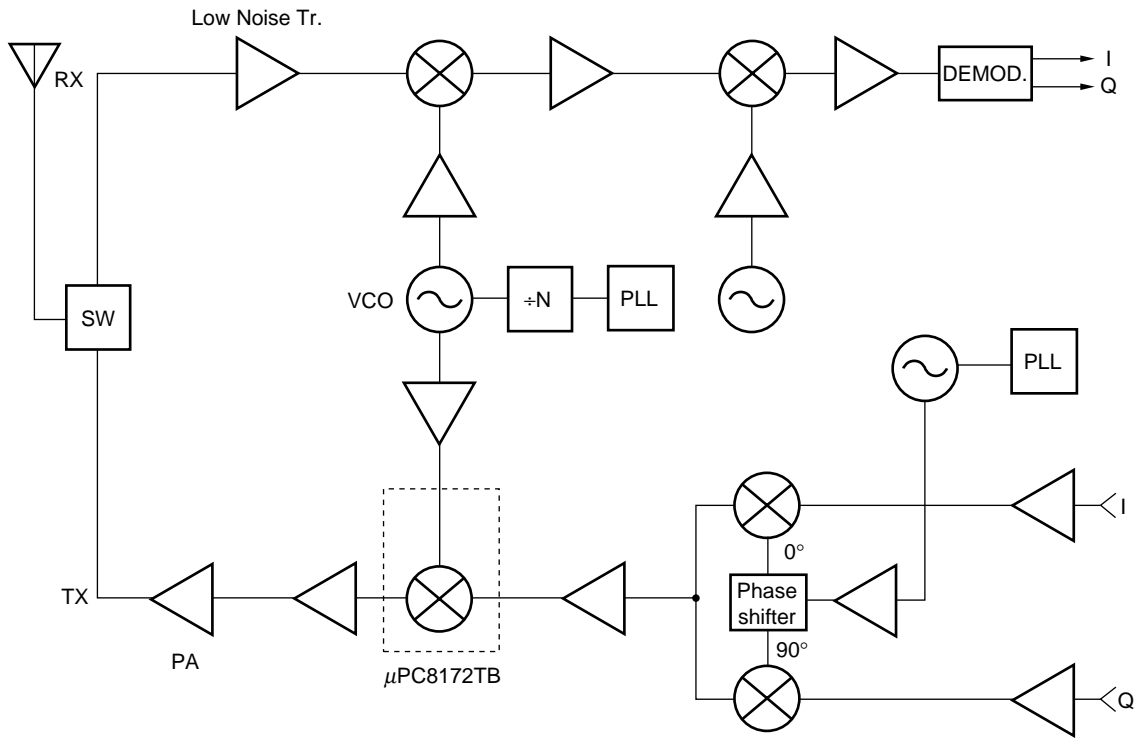 Low Noise Tr.
RX
DEMOD.
I
Q
VCO
÷N
PLL
SW
PLL
I
0°
Phase
shifter
TX
90°
PA
μPC8172TB
Q